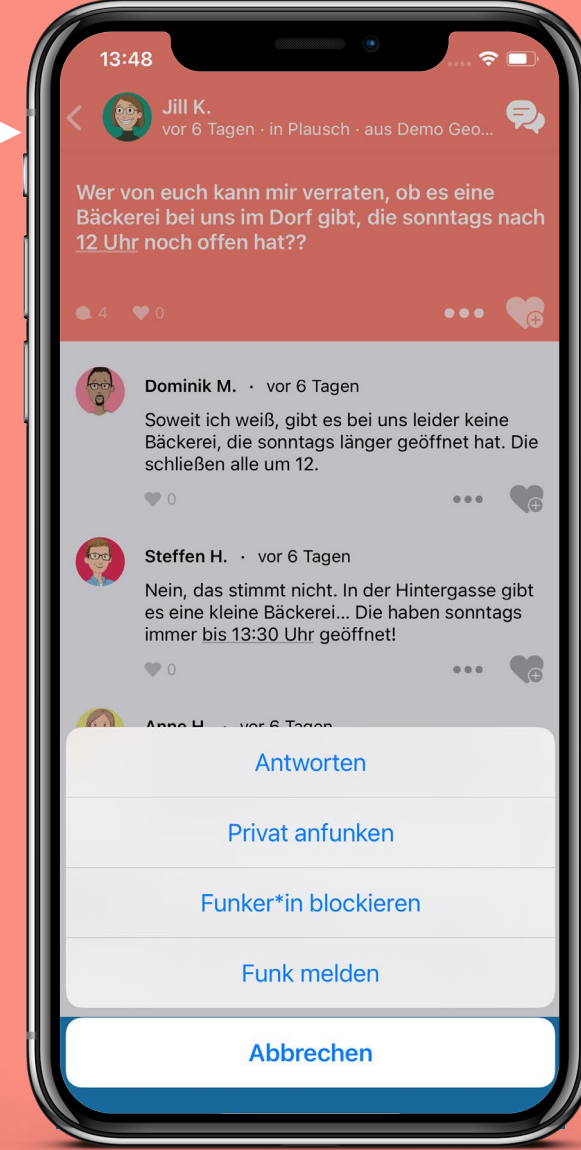 13:48
Jill K.
vor 6 Tagen · in Plausch · aus Demo Geo...
Wer von euch kann mir verraten, ob es eine
Bäckerei bei uns im Dorf gibt, die sonntags nach
12 Uhr noch offen hat??
4 0
Dominik M. · vor 6 Tagen
Soweit ich weiß, gibt es bei uns leider keine
Bäckerei, die sonntags länger geöffnet hat. Die
schließen alle um 12.
0
Steffen H. · vor 6 Tagen
Nein, das stimmt nicht. In der Hintergasse gibt
es eine kleine Bäckerei... Die haben sonntags
immer bis 13:30 Uhr geöffnet!
0
Anne H. · vor 6 Tagen
Antworten
Privat anfunken
Funker*in blockieren
Funk melden
Abbrechen